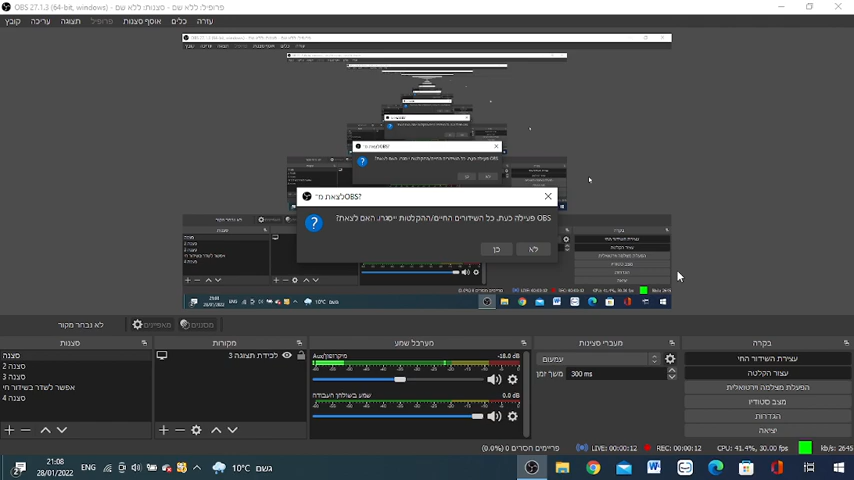 OBS 27.1.3 (64-bit, windows) - פרופיל: ללא שם - סצנות: ללא שם
קובץ עריכה תצוגה פרופיל אוסף סצנות כלים עזרה
לצאת מ־OBS?
OBS פעילה כעת. כל השידורים החיים/ההקלטות ייסגרו. האם לצאת?
כן לא
לא נבחר מקור
מאפיינים
מסננים
סצנות
סצנה
סצנה 2
סצנה 3
אפשר לשדר בשידור חי
סצנה 4
מקורות
לכידת תצוגה 3
מערבל שמע
מיקרופון/Aux
-18.0 dB
שמע בשולחן העבודה
0.0 dB
מעברי סצינות
עמעום
משך זמן
300 ms
בקרה
עצירת השידור החי
עצור הקלטה
הפעלת מצלמה וירטואלית
מצב סטודיו
הגדרות
יציאה
פריימים חסרים 0 (0.0%)
LIVE: 00:00:12
REC: 00:00:12
CPU: 41.4%, 30.00 fps
kb/s: 2645
21:08
28/01/2022
ENG
10°C
גשם